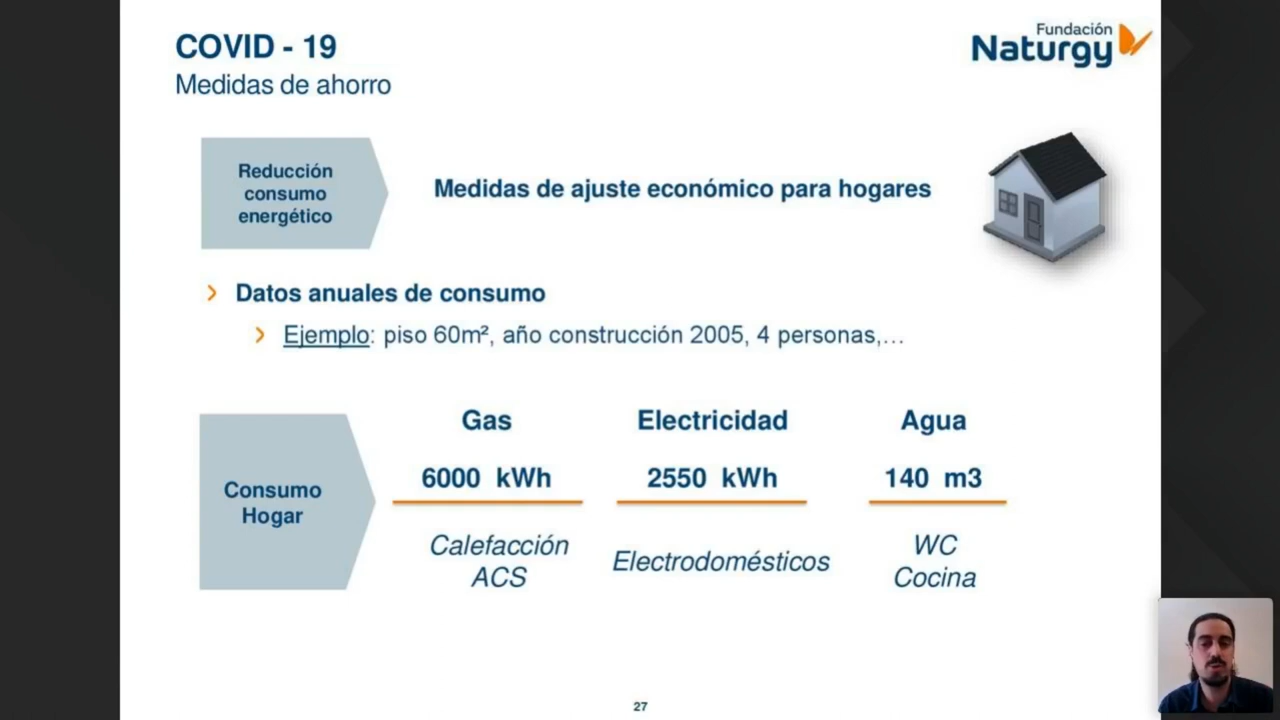 COVID - 19
Medidas de ahorro
Fundación
Naturgy
Reducción
consumo
energético
Medidas de ajuste económico para hogares
Datos anuales de consumo
Ejemplo: piso 60m², año construcción 2005, 4 personas,…
Consumo
Hogar
Gas
Electricidad
Agua
6000 kWh
2550 kWh
140 m3
Calefacción
ACS
Electrodomésticos
WC
Cocina
27